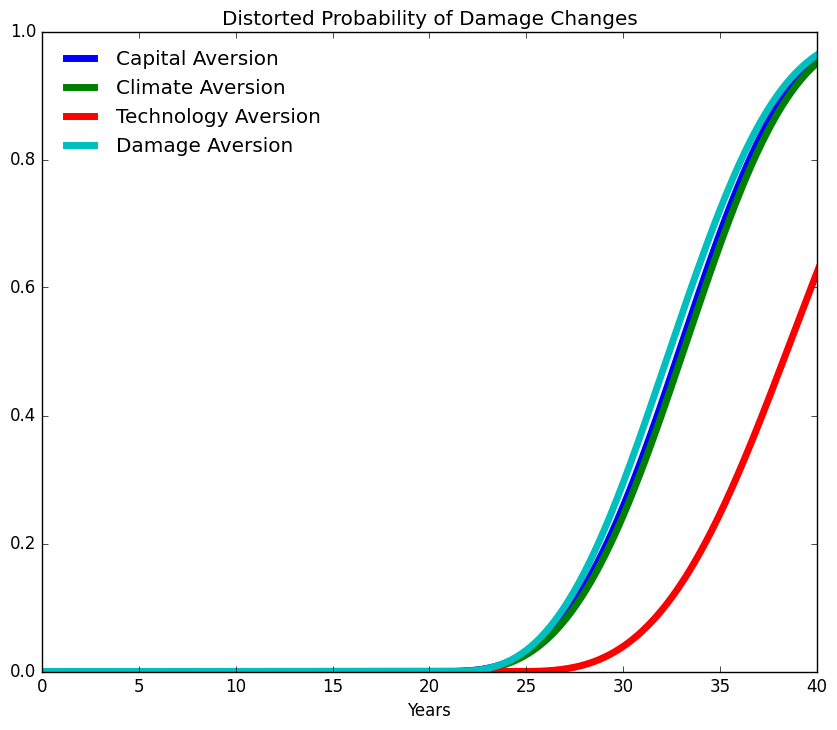 Distorted Probability of Damage Changes
1.0
Capital Aversion
Climate Aversion
Technology Aversion
Damage Aversion
0.8
0.6
0.4
0.2
0.0
0 5 10 15 20 25 30 35 40
Years